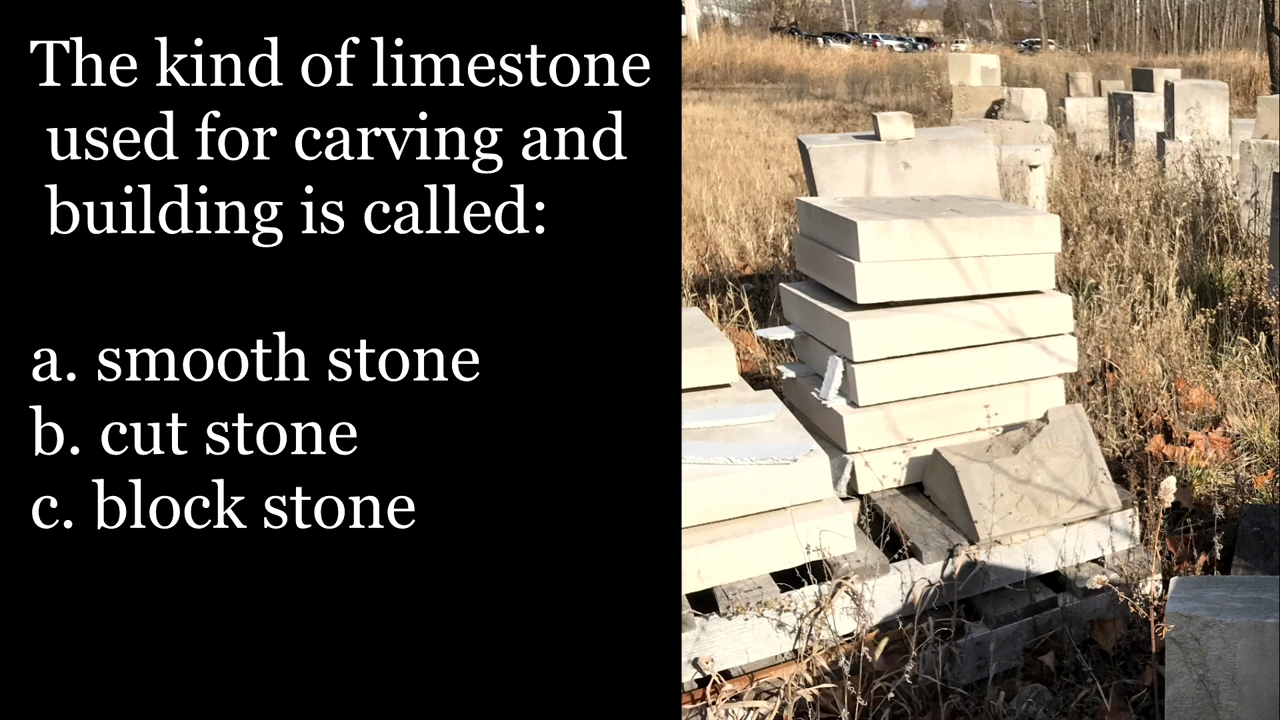 The kind of limestone
used for carving and
building is called:
a. smooth stone
b. cut stone
c. block stone